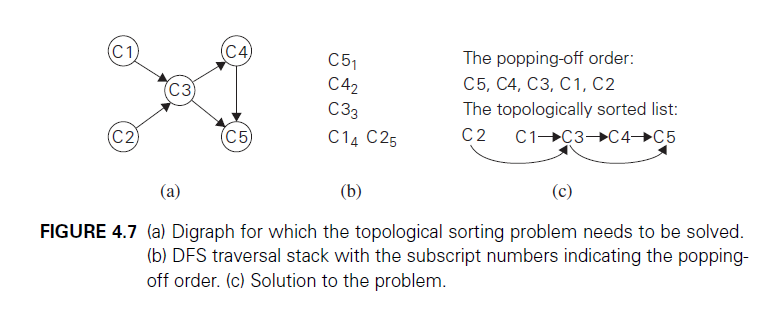 C1
C4
C3
C2
C5
(a)
C5₁
C4₂
C3₃
C1₄ C2₅
(b)
The popping-off order:
C5, C4, C3, C1, C2
The topologically sorted list:
C2 C1→C3→C4→C5
(c)
FIGURE 4.7 (a) Digraph for which the topological sorting problem needs to be solved.
(b) DFS traversal stack with the subscript numbers indicating the popping-
off order. (c) Solution to the problem.